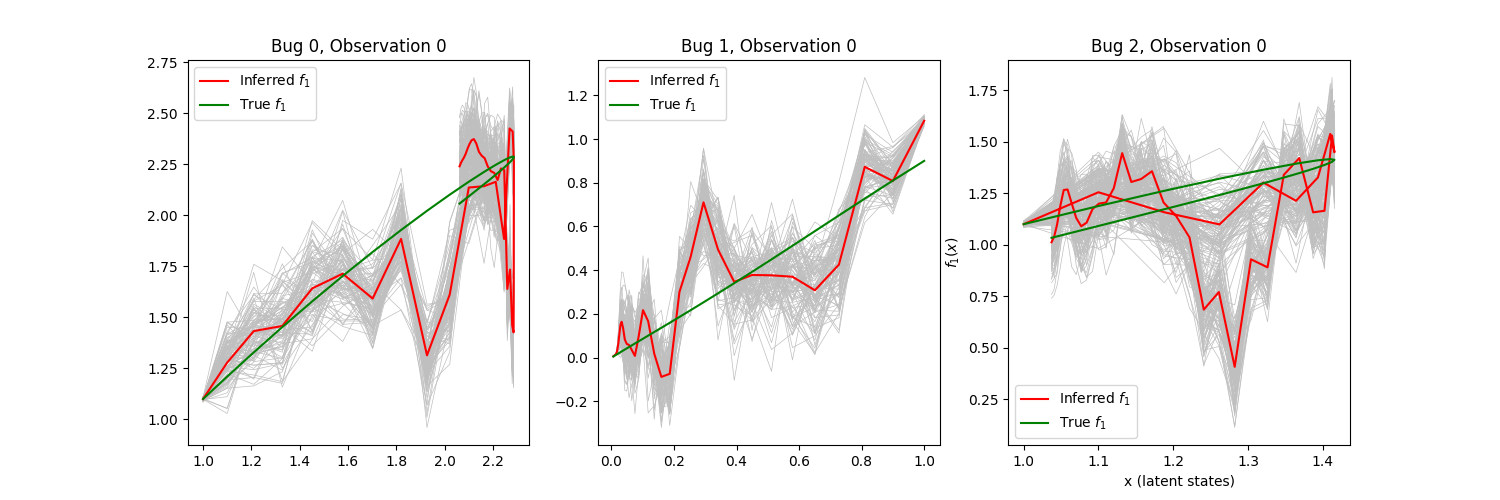 Bug 0, Observation 0
Inferred f₁
True f₁
2.75
2.50
2.25
2.00
1.75
1.50
1.25
1.00
1.0 1.2 1.4 1.6 1.8 2.0 2.2
Bug 1, Observation 0
Inferred f₁
True f₁
1.2
1.0
0.8
0.6
0.4
0.2
0.0
−0.2
0.0 0.2 0.4 0.6 0.8 1.0
Bug 2, Observation 0
f₁(x)
1.75
1.50
1.25
1.00
0.75
0.50
0.25
Inferred f₁
True f₁
1.0 1.1 1.2 1.3 1.4
x (latent states)